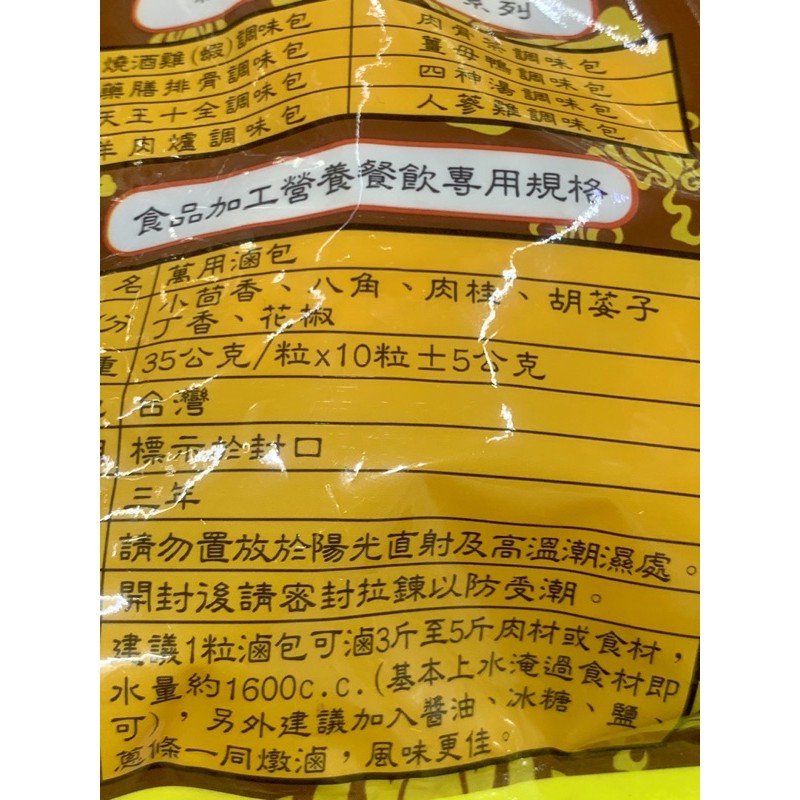 系列
燒酒雞(蝦)調味包
肉骨茶調味包
藥膳排骨調味包
薑母鴨調味包
天王十全調味包
四神湯調味包
羊肉爐調味包
人參雞調味包
食品加工營養餐飲專用規格
名 萬用滷包
小茴香、八角、肉桂、胡荽子
分 丁香、花椒
重 35公克/粒x10粒±5公克
台灣
標示於封口
三年
請勿置放於陽光直射及高溫潮濕處。
開封後請密封拉鍊以防受潮。
建議1粒滷包可滷3斤至5斤肉材或食材,
水量約1600c.c.(基本上水淹過食材即
可),另外建議加入醬油、冰糖、鹽、
蔥條一同燉滷,風味更佳。